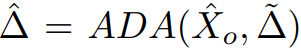 Δ̂ = ADA(X̂ₒ, Δ̃)